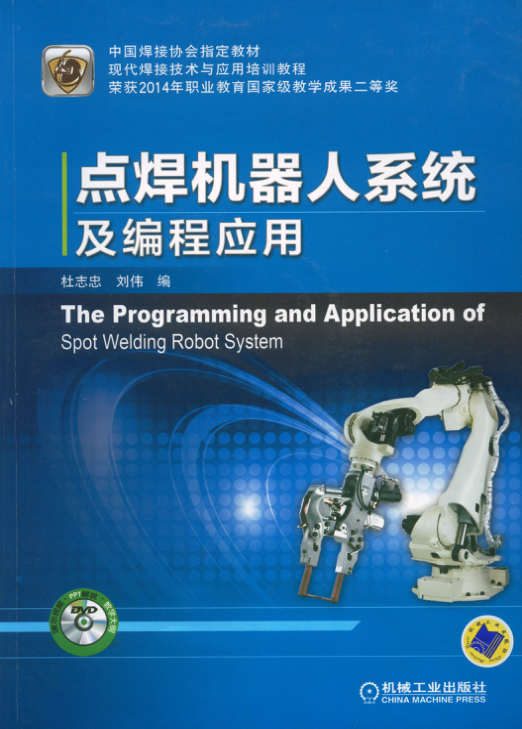 中国焊接协会指定教材
现代焊接技术与应用培训教程
荣获2014年职业教育国家级教学成果二等奖
点焊机器人系统
及编程应用
杜志忠 刘伟 编
The Programming and Application of
Spot Welding Robot System
DVD
机械工业出版社
CHINA MACHINE PRESS